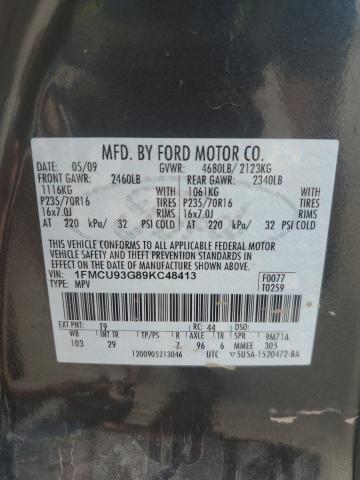 MFD. BY FORD MOTOR CO.
DATE: 05/09 GVWR: 4680LB/ 2123KG
FRONT GAWR: 2460LB REAR GAWR: 2340LB
1116KG WITH 1061KG WITH
P235/70R16 TIRES P235/70R16 TIRES
16x7.0J RIMS 16x7.0J RIMS
AT 220 kPa/ 32 PSI COLD AT 220 kPa/ 32 PSI COLD
THIS VEHICLE CONFORMS TO ALL APPLICABLE FEDERAL MOTOR
VEHICLE SAFETY AND THEFT PREVENTION STANDARDS IN EFFECT
ON THE DATE OF MANUFACTURE SHOWN ABOVE.
VIN: 1FMCU93G89KC48413 F0077
TYPE: MPV T0259
EXT PNT: T9 RC: 44 DSO:
WB INT TR TP/PS R AXLE TR SPR 9M71A
103 29 7 96 6 MMEE 305
1200905213046 UTC 5U5A-1520472-BA